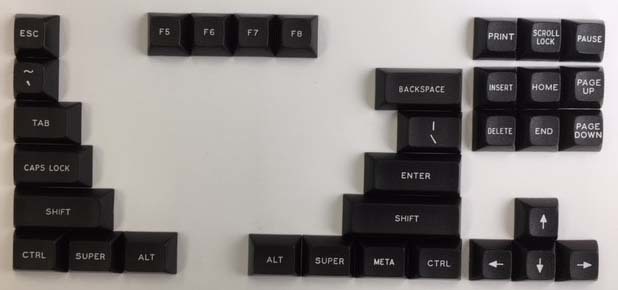 ESC
F5 F6 F7 F8
PRINT SCROLL LOCK PAUSE
~
`
BACKSPACE
INSERT HOME PAGE UP
TAB
|
\
DELETE END PAGE DOWN
CAPS LOCK
ENTER
SHIFT
SHIFT
↑
CTRL SUPER ALT
ALT SUPER META CTRL
← ↓ →